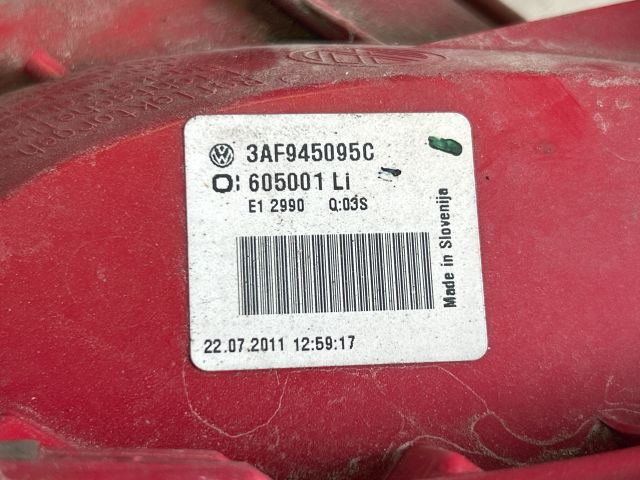 3AF945095C
O: 605001 Li
E1 2990 Q:03S
Made in Slovenija
22.07.2011 12:59:17